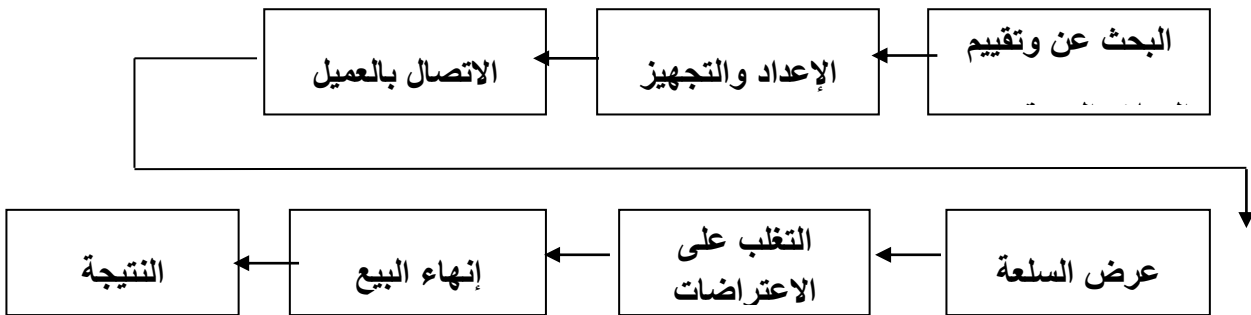 البحث عن وتقييم
الإعداد والتجهيز
الاتصال بالعميل
عرض السلعة
التغلب على
الاعتراضات
إنهاء البيع
النتيجة